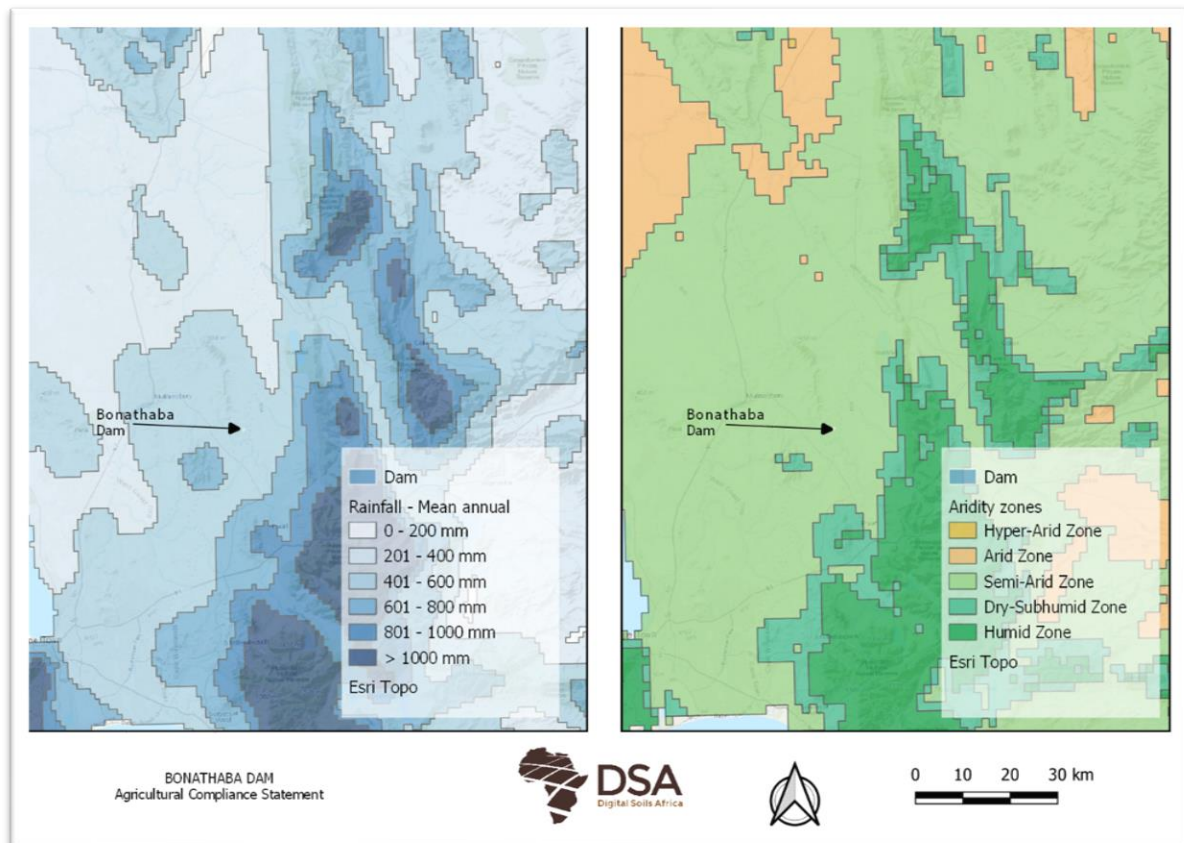 Bonathaba
Dam
Dam
Rainfall - Mean annual
0 - 200 mm
201 - 400 mm
401 - 600 mm
601 - 800 mm
801 - 1000 mm
> 1000 mm
Esri Topo
Bonathaba
Dam
Dam
Aridity zones
Hyper-Arid Zone
Arid Zone
Semi-Arid Zone
Dry-Subhumid Zone
Humid Zone
Esri Topo
BONATHABA DAM
Agricultural Compliance Statement
DSA
Digital Soils Africa
0 10 20 30 km